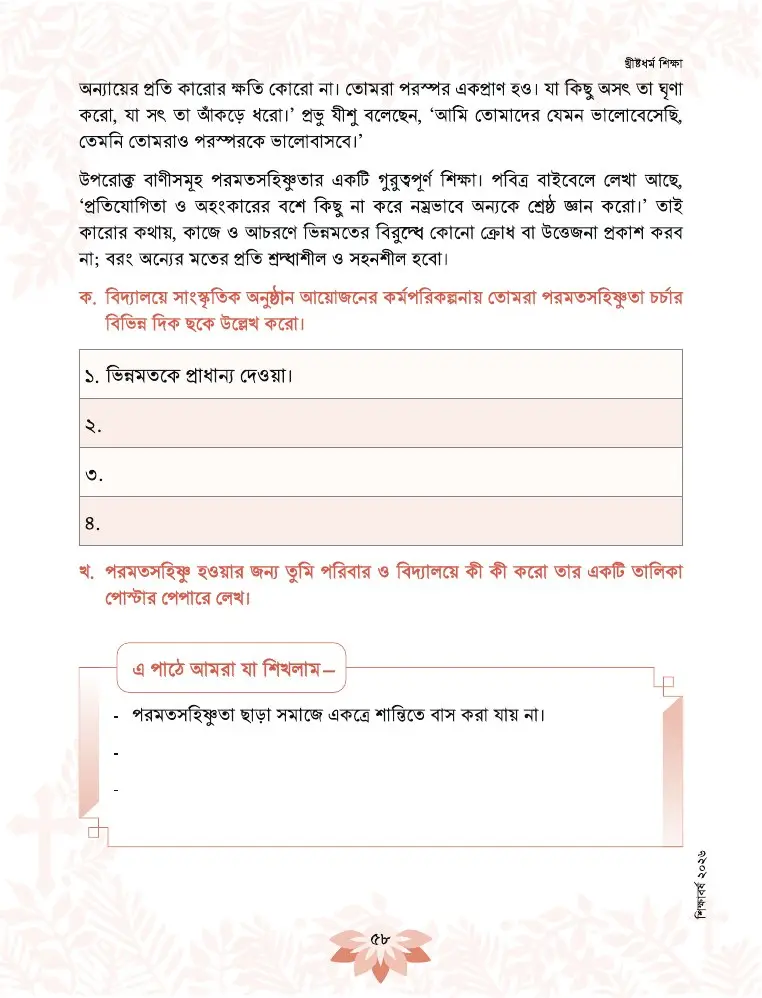 খ্রীষ্টধর্ম শিক্ষা
অন্যায়ের প্রতি কারোর ক্ষতি কোরো না। তোমরা পরস্পর একপ্রাণ হও। যা কিছু অসৎ তা ঘৃণা
করো, যা সৎ তা আঁকড়ে ধরো।’ প্রভু যীশু বলেছেন, ‘আমি তোমাদের যেমন ভালোবেসেছি,
তেমনি তোমরাও পরস্পরকে ভালোবাসবে।’
উপরোক্ত বাণীসমূহ পরমতসহিষ্ণুতার একটি গুরুত্বপূর্ণ শিক্ষা। পবিত্র বাইবেলে লেখা আছে,
‘প্রতিযোগিতা ও অহংকারের বশে কিছু না করে নম্রভাবে অন্যকে শ্রেষ্ঠ জ্ঞান করো।’ তাই
কারোর কথায়, কাজে ও আচরণে ভিন্নমতের বিরুদ্ধে কোনো ক্রোধ বা উত্তেজনা প্রকাশ করব
না; বরং অন্যের মতের প্রতি শ্রদ্ধাশীল ও সহনশীল হবো।
ক. বিদ্যালয়ে সাংস্কৃতিক অনুষ্ঠান আয়োজনের কর্মপরিকল্পনায় তোমরা পরমতসহিষ্ণুতা চর্চার
বিভিন্ন দিক ছকে উল্লেখ করো।
১. ভিন্নমতকে প্রাধান্য দেওয়া।
২.
৩.
৪.
খ. পরমতসহিষ্ণু হওয়ার জন্য তুমি পরিবার ও বিদ্যালয়ে কী কী করো তার একটি তালিকা
পোস্টার পেপারে লেখ।
এ পাঠে আমরা যা শিখলাম–
- পরমতসহিষ্ণুতা ছাড়া সমাজে একত্রে শান্তিতে বাস করা যায় না।
-
-
শিক্ষাবর্ষ ২০২৬
৫৮